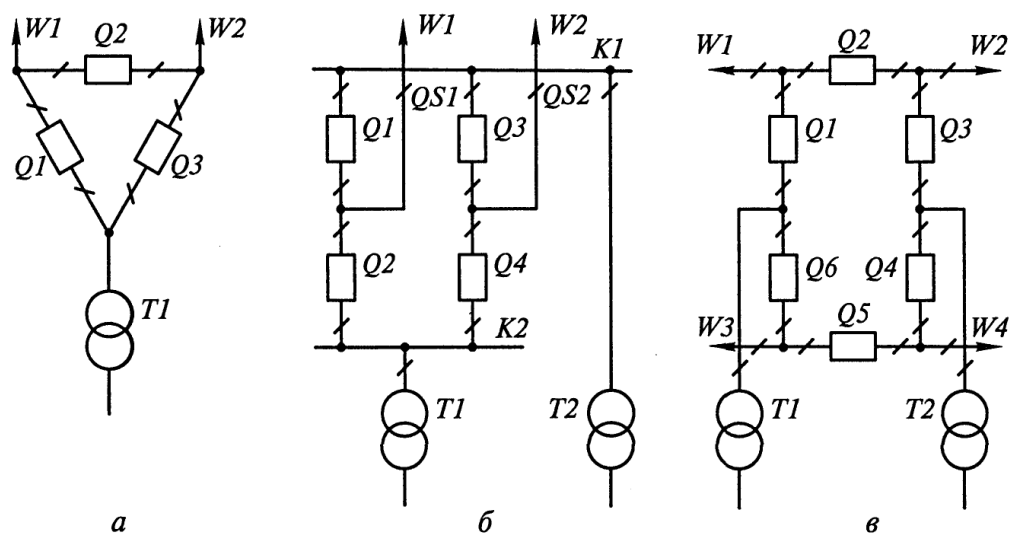 W1 Q2 W2
Q1 Q3
T1
а
W1 W2 K1
QS1 QS2
Q1 Q3
Q2 Q4
K2
T1 T2
б
W1 Q2 W2
Q1 Q3
Q6 Q4
W3 Q5 W4
T1 T2
в